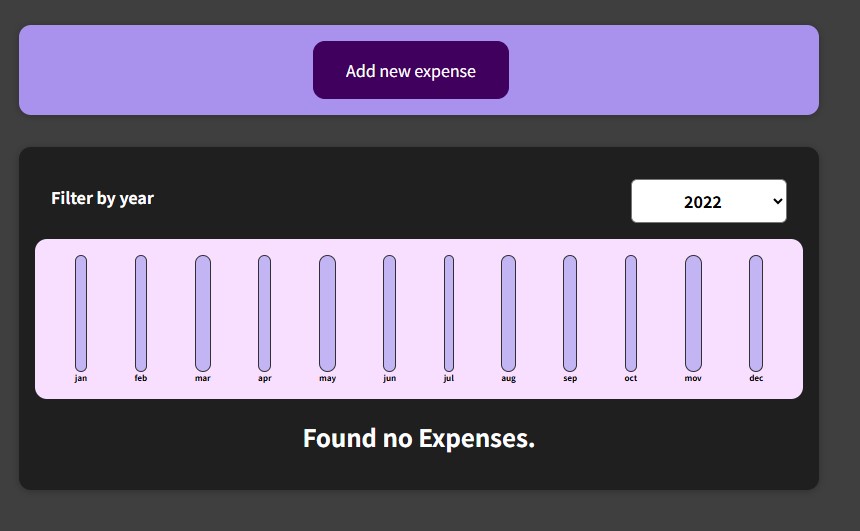 Add new expense
Filter by year
2022
jan feb mar apr may jun jul aug sep oct mov dec
Found no Expenses.